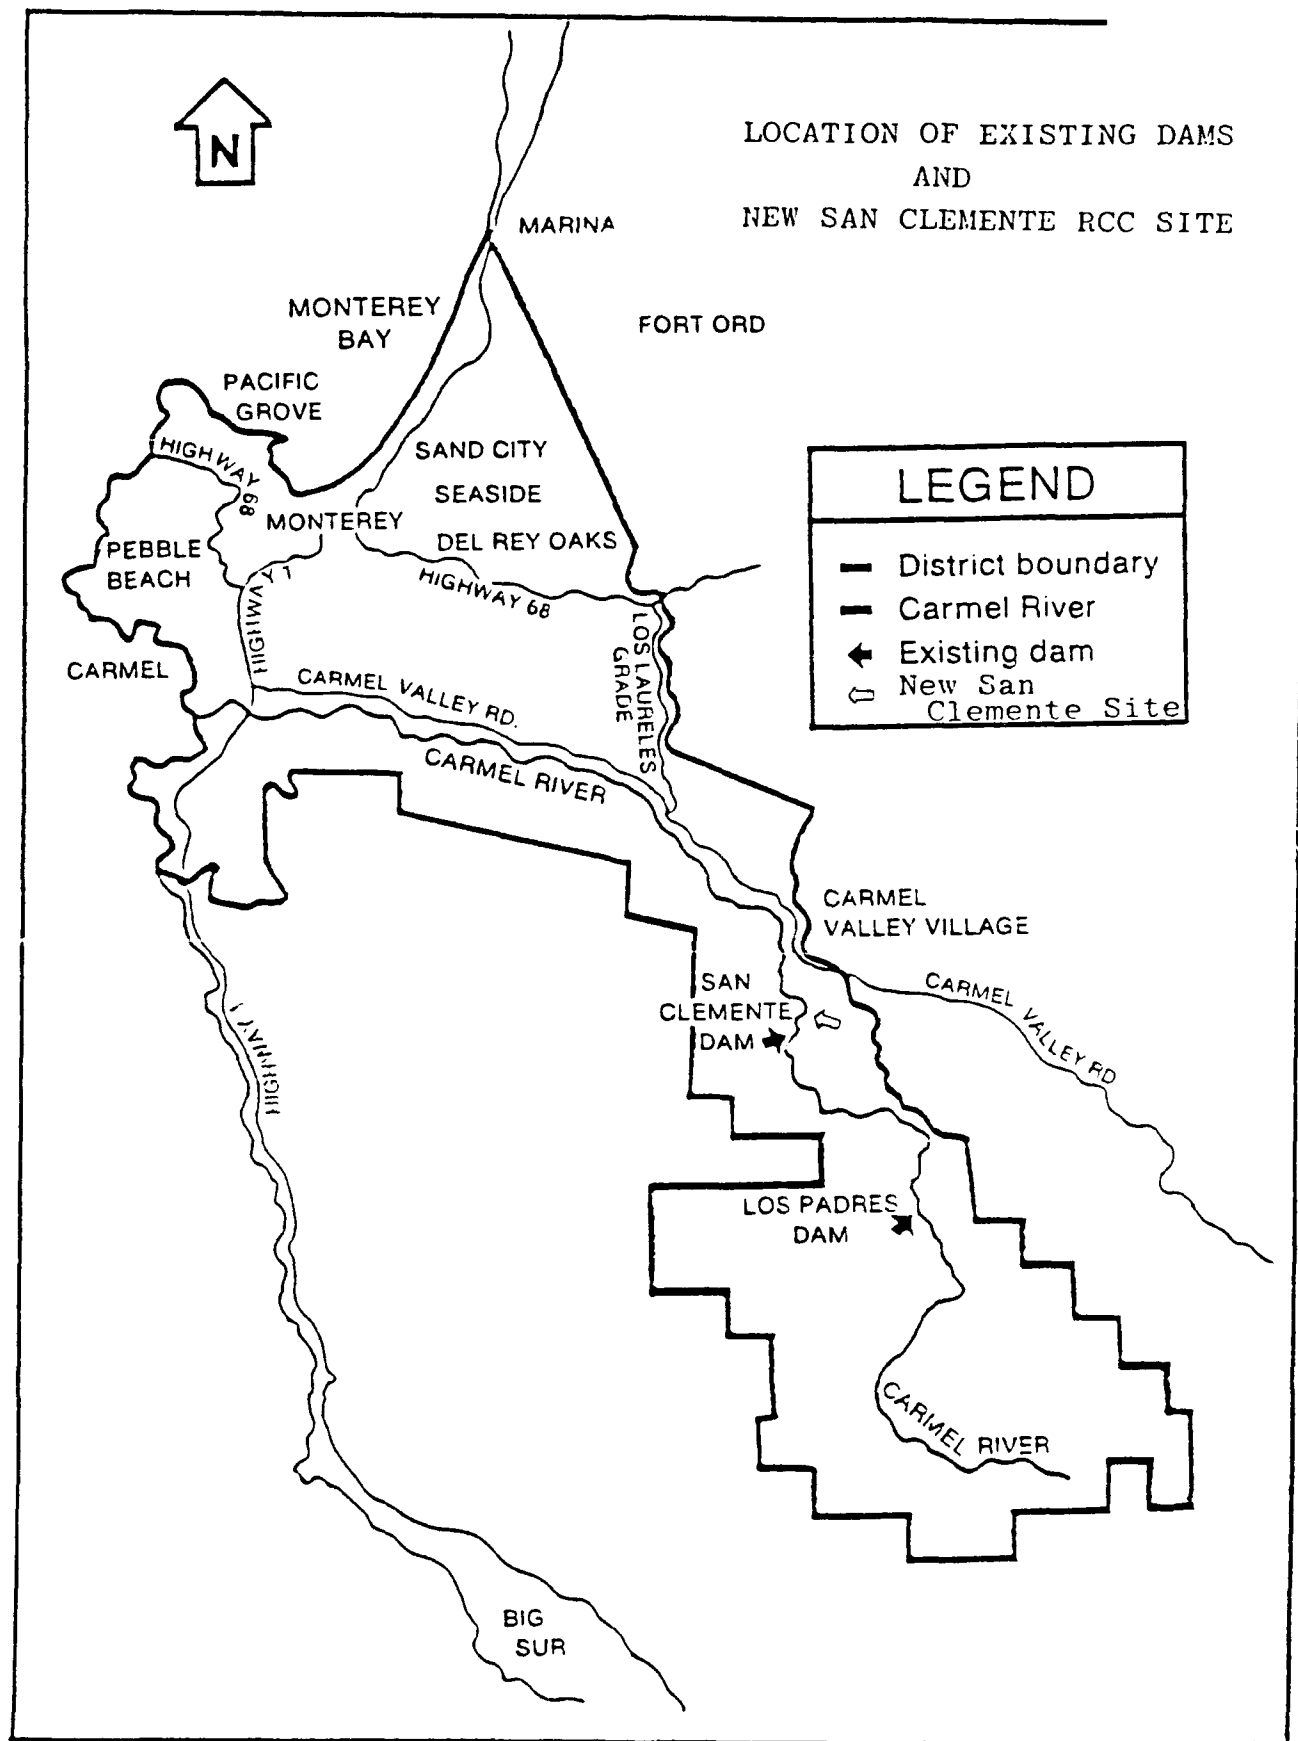 LOCATION OF EXISTING DAMS
AND
NEW SAN CLEMENTE RCC SITE
N
MARINA
MONTEREY
BAY
FORT ORD
PACIFIC
GROVE
HIGHWAY 68
SAND CITY
SEASIDE
MONTEREY
DEL REY OAKS
PEBBLE
BEACH
HIGHWAY 1
HIGHWAY 68
LOS LAURELES
GRADE
CARMEL
CARMEL VALLEY RD.
CARMEL RIVER
LEGEND
District boundary
Carmel River
Existing dam
New San
Clemente Site
CARMEL
VALLEY VILLAGE
SAN
CLEMENTE
DAM
CARMEL VALLEY RD
HIGHWAY 1
LOS PADRES
DAM
CARMEL RIVER
BIG
SUR